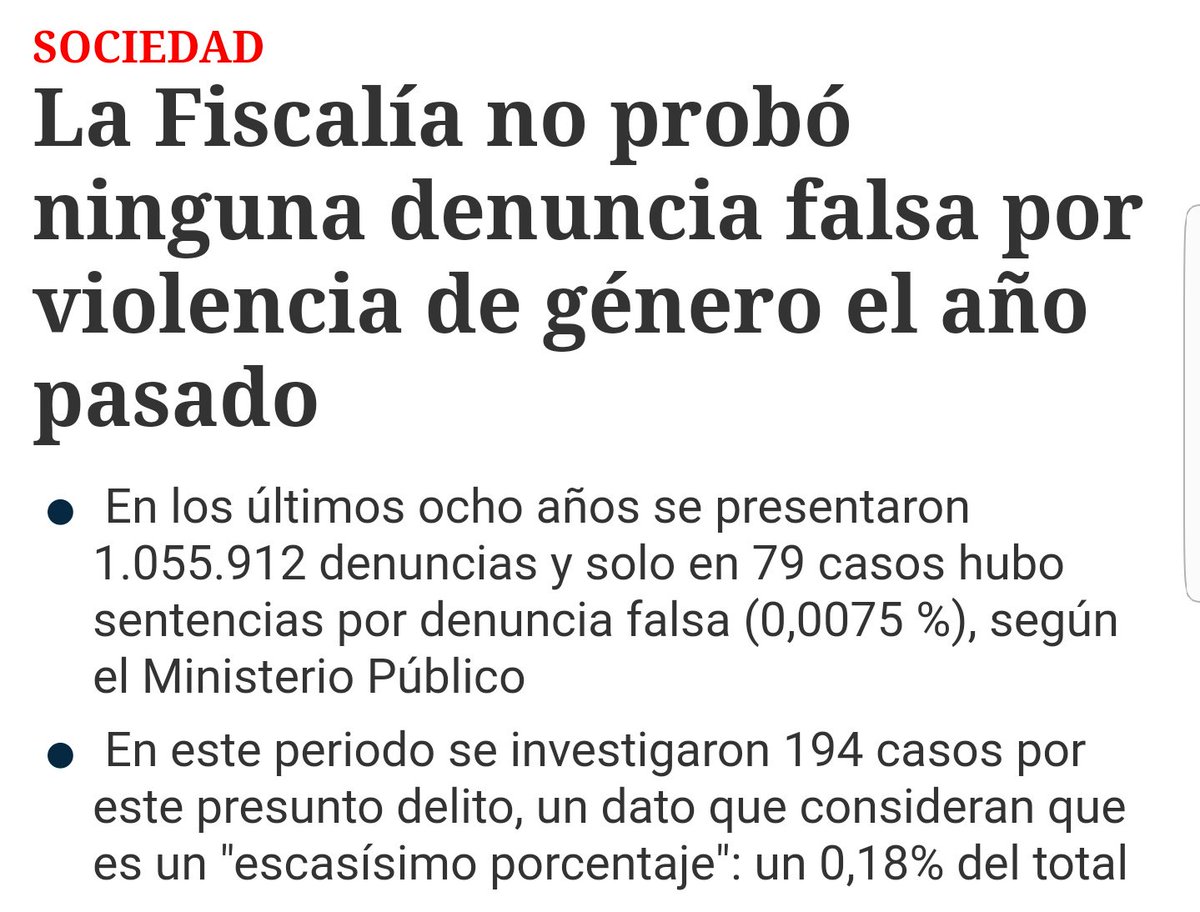 SOCIEDAD
La Fiscalía no probó
ninguna denuncia falsa por
violencia de género el año
pasado
● En los últimos ocho años se presentaron
1.055.912 denuncias y solo en 79 casos hubo
sentencias por denuncia falsa (0,0075 %), según
el Ministerio Público
● En este periodo se investigaron 194 casos por
este presunto delito, un dato que consideran que
es un "escasísimo porcentaje": un 0,18% del total